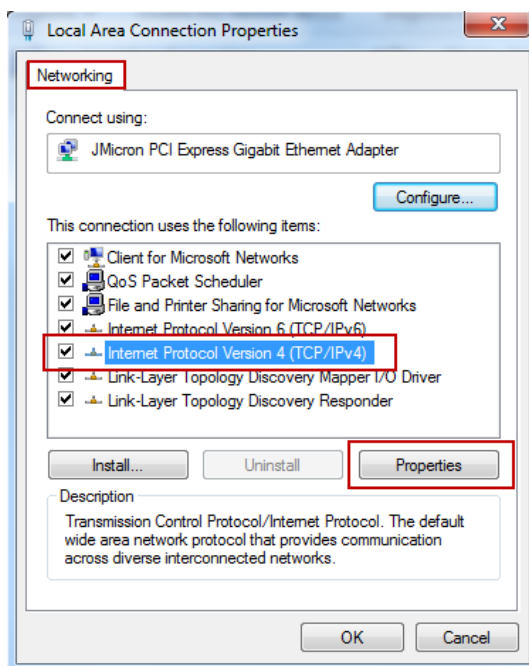 Local Area Connection Properties
Networking
Connect using:
JMicron PCI Express Gigabit Ethernet Adapter
Configure...
This connection uses the following items:
Client for Microsoft Networks
QoS Packet Scheduler
File and Printer Sharing for Microsoft Networks
Internet Protocol Version 6 (TCP/IPv6)
Internet Protocol Version 4 (TCP/IPv4)
Link-Layer Topology Discovery Mapper I/O Driver
Link-Layer Topology Discovery Responder
Install...
Uninstall
Properties
Description
Transmission Control Protocol/Internet Protocol. The default
wide area network protocol that provides communication
across diverse interconnected networks.
OK
Cancel